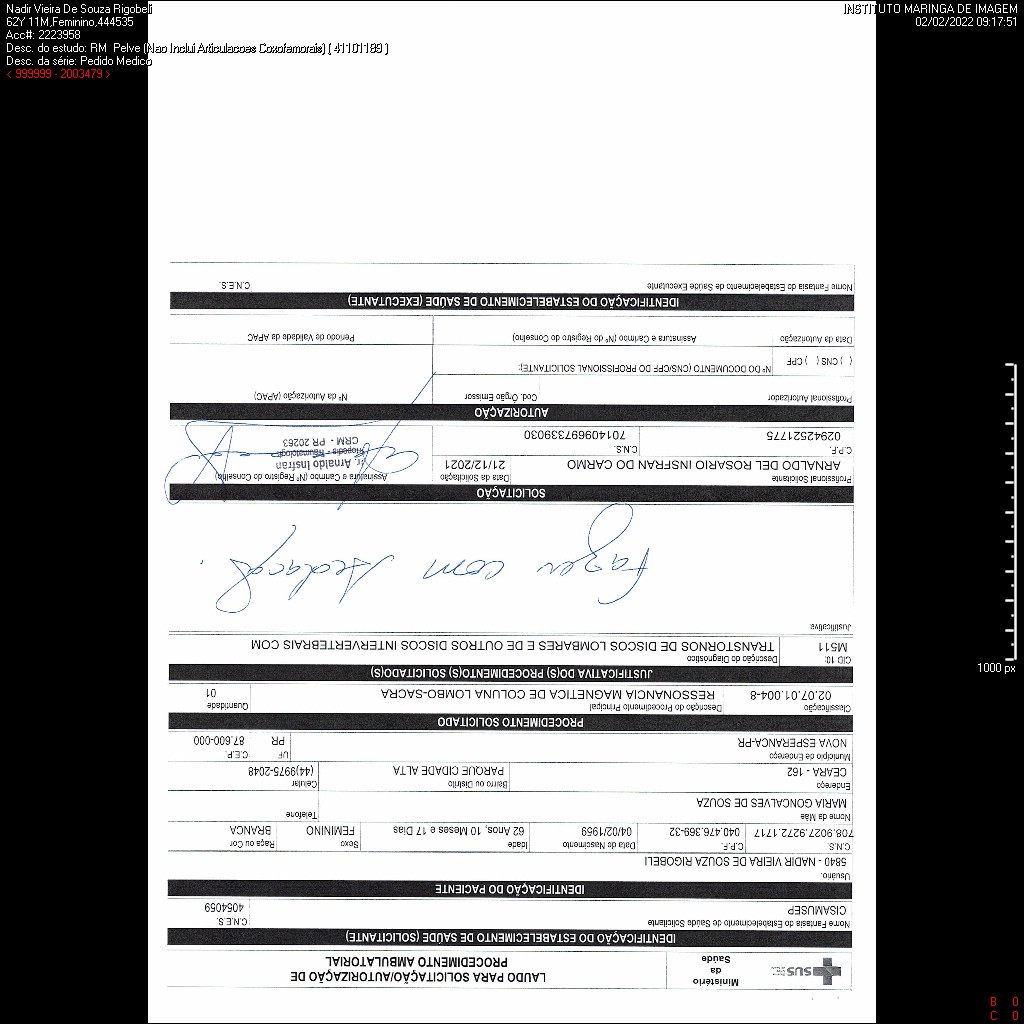 Nadir Vieira De Souza Rigobeli
62Y 11M,Feminino,444535
Acc#: 2223958
Desc. do estudo: RM Pelve (Nao Inclui Articulacoes Coxofemorais) ( 41101189 )
Desc. da série: Pedido Medico
< 999999 - 2003479 >
INSTITUTO MARINGA DE IMAGEM
02/02/2022 09:17:51
SUS
Ministério da Saúde
LAUDO PARA SOLICITAÇÃO/AUTORIZAÇÃO DE PROCEDIMENTO AMBULATORIAL
IDENTIFICAÇÃO DO ESTABELECIMENTO DE SAÚDE (SOLICITANTE)
Nome Fantasia do Estabelecimento de Saúde Solicitante C.N.E.S.
CISAMUSEP 4054059
IDENTIFICAÇÃO DO PACIENTE
Usuário.
5840 - NADIR VIEIRA DE SOUZA RIGOBELI
C.N.S. C.P.F. Data de Nascimento Idade Sexo Raça ou Cor
708.9027.9272.1717 040.476.369-32 04/02/1959 62 Anos, 10 Meses e 17 Dias FEMININO BRANCA
Nome da Mãe Telefone
MARIA GONCALVES SOUZA
Endereço Bairro ou Distrito Celular
CEARA - 162 PARQUE CIDADE ALTA (44)9975-2048
Município de Endereço UF C.E.P.
NOVA ESPERANCA-PR PR 87.600-000
PROCEDIMENTO SOLICITADO
Classificação Descrição do Procedimento Principal Quantidade
02.07.01.004-8 RESSONANCIA MAGNETICA DE COLUNA LOMBO-SACRA 01
JUSTIFICATIVA DO(S) PROCEDIMENTO(S) SOLICITADO(S)
CID 10: Descrição do Diagnóstico
M511 TRANSTORNOS DE DISCOS LOMBARES E DE OUTROS DISCOS INTERVERTEBRAIS COM
Justificativa:
Fazer com sedação.
SOLICITAÇÃO
Profissional Solicitante Data da Solicitação Assinatura e Carimbo (Nº Registro do Conselho)
ARNALDO DEL ROSARIO INSFRAN DO CARMO 21/12/2021
Dr. Arnaldo Insfran
C.P.F. C.N.S.
02942521775 701409697339030
CRM - PR 20263
AUTORIZAÇÃO
Profissional Autorizador Cod. Orgão Emissor Nº da Autorização (APAC)
( ) CNS ( ) CPF Nº DO DOCUMENTO (CNS/CPF DO PROFISSIONAL SOLICITANTE:
Data da Autorização Assinatura e Carimbo (Nº do Registro do Conselho) Período de Validade da APAC
IDENTIFICAÇÃO DO ESTABELECIMENTO DE SAÚDE (EXECUTANTE)
Nome Fantasia do Estabelecimento de Saúde Executante C.N.E.S.
1000 px
B 0
C 0